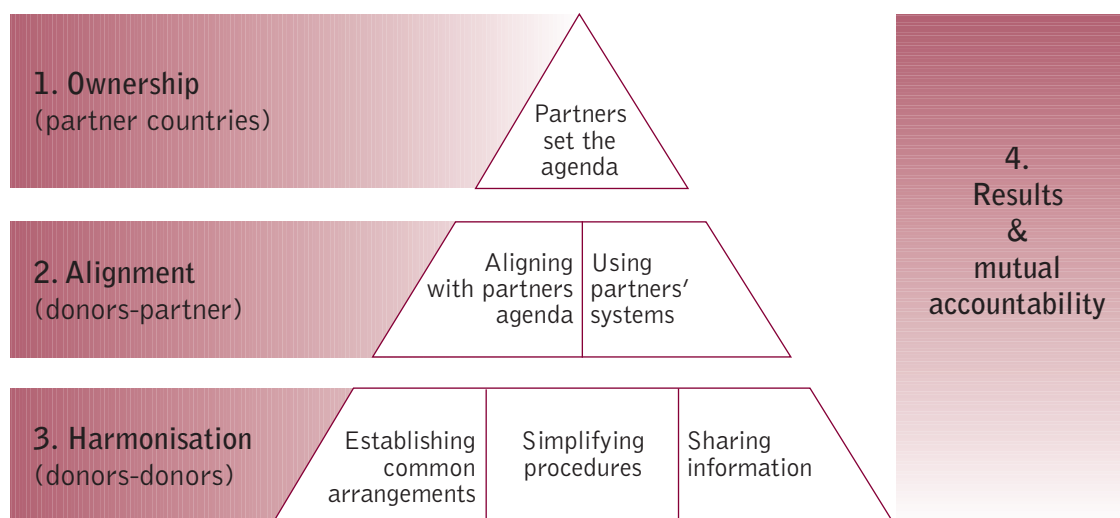 1. Ownership
(partner countries)
Partners
set the
agenda
2. Alignment
(donors-partner)
Aligning
with partners
agenda
Using
partners’
systems
3. Harmonisation
(donors-donors)
Establishing
common
arrangements
Simplifying
procedures
Sharing
information
4.
Results
&
mutual
accountability